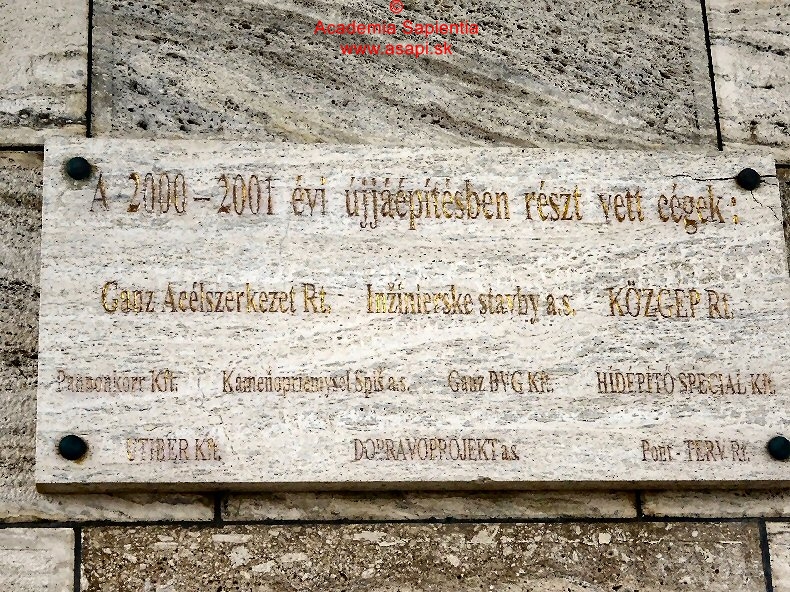 ©
Academia Sapientia
www.asapi.sk
A 2000 – 2001 évi újjáépítésben részt vett cégek :
Ganz Acélszerkezet Rt. Inžinierske stavby a.s. KÖZGÉP Rt.
Pannonkorr Kft. Kameňopriemysel Spiš a.s. Ganz BVG Kft. HÍDÉPÍTŐ SPECIÁL Kft.
UTIBER Kft. DOPRAVOPROJEKT a.s. Pont - TERV Rt.